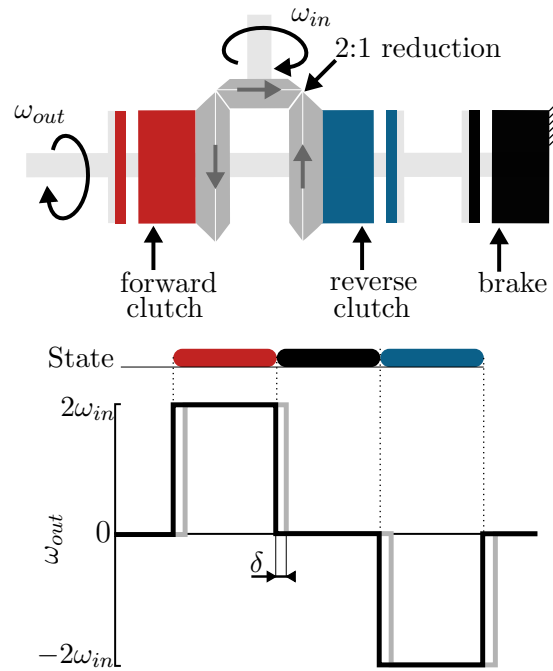 ω_in
2:1 reduction
ω_out
forward
clutch
reverse
clutch
brake
State
2ω_in
0
ω_out
δ
−2ω_in